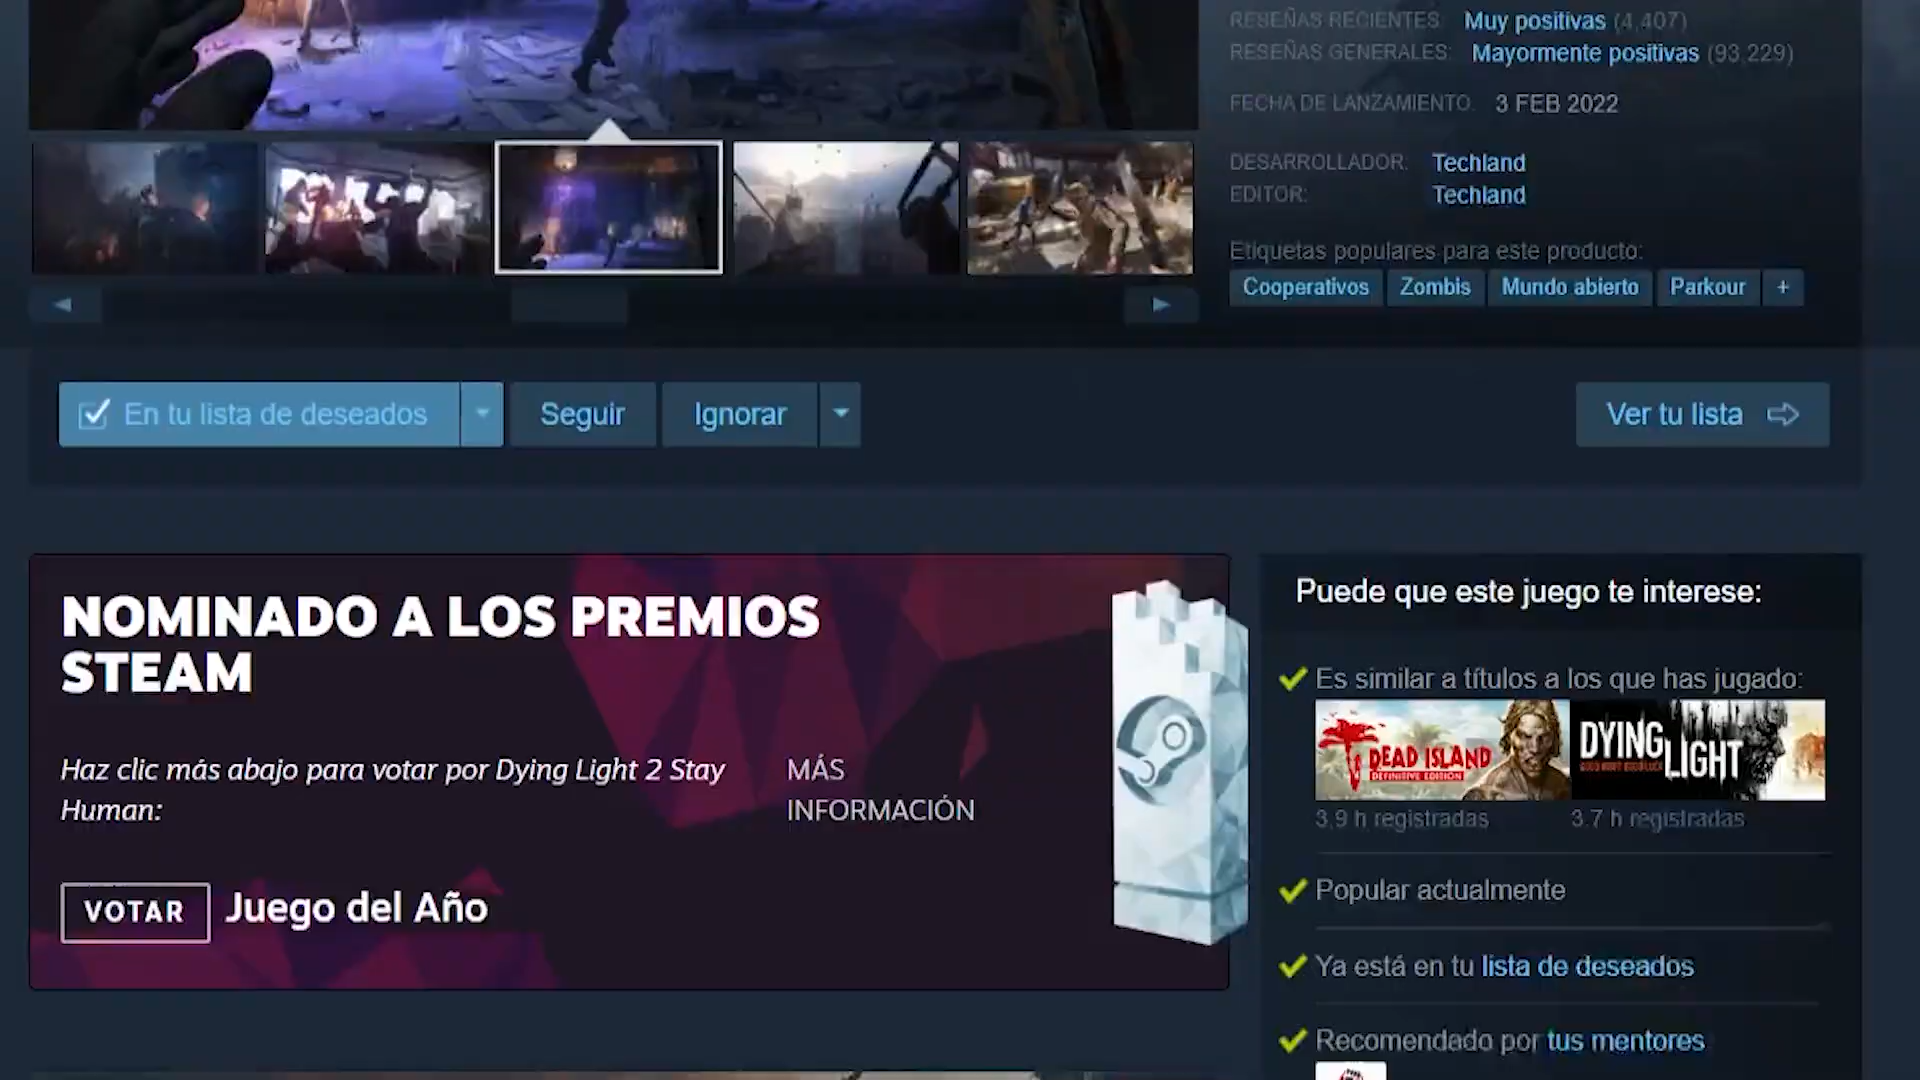 RESEÑAS RECIENTES: Muy positivas (4,407)
RESEÑAS GENERALES: Mayormente positivas (93,229)
FECHA DE LANZAMIENTO: 3 FEB 2022
DESARROLLADOR: Techland
EDITOR: Techland
Etiquetas populares para este producto:
Cooperativos Zombis Mundo abierto Parkour +
En tu lista de deseados Seguir Ignorar Ver tu lista
NOMINADO A LOS PREMIOS
STEAM
Haz clic más abajo para votar por Dying Light 2 Stay
Human:
MÁS
INFORMACIÓN
VOTAR Juego del Año
Puede que este juego te interese:
Es similar a títulos a los que has jugado:
DEAD ISLAND
DEFINITIVE EDITION
DYING
LIGHT
3.9 h registradas 3.7 h registradas
Popular actualmente
Ya está en tu lista de deseados
Recomendado por tus mentores